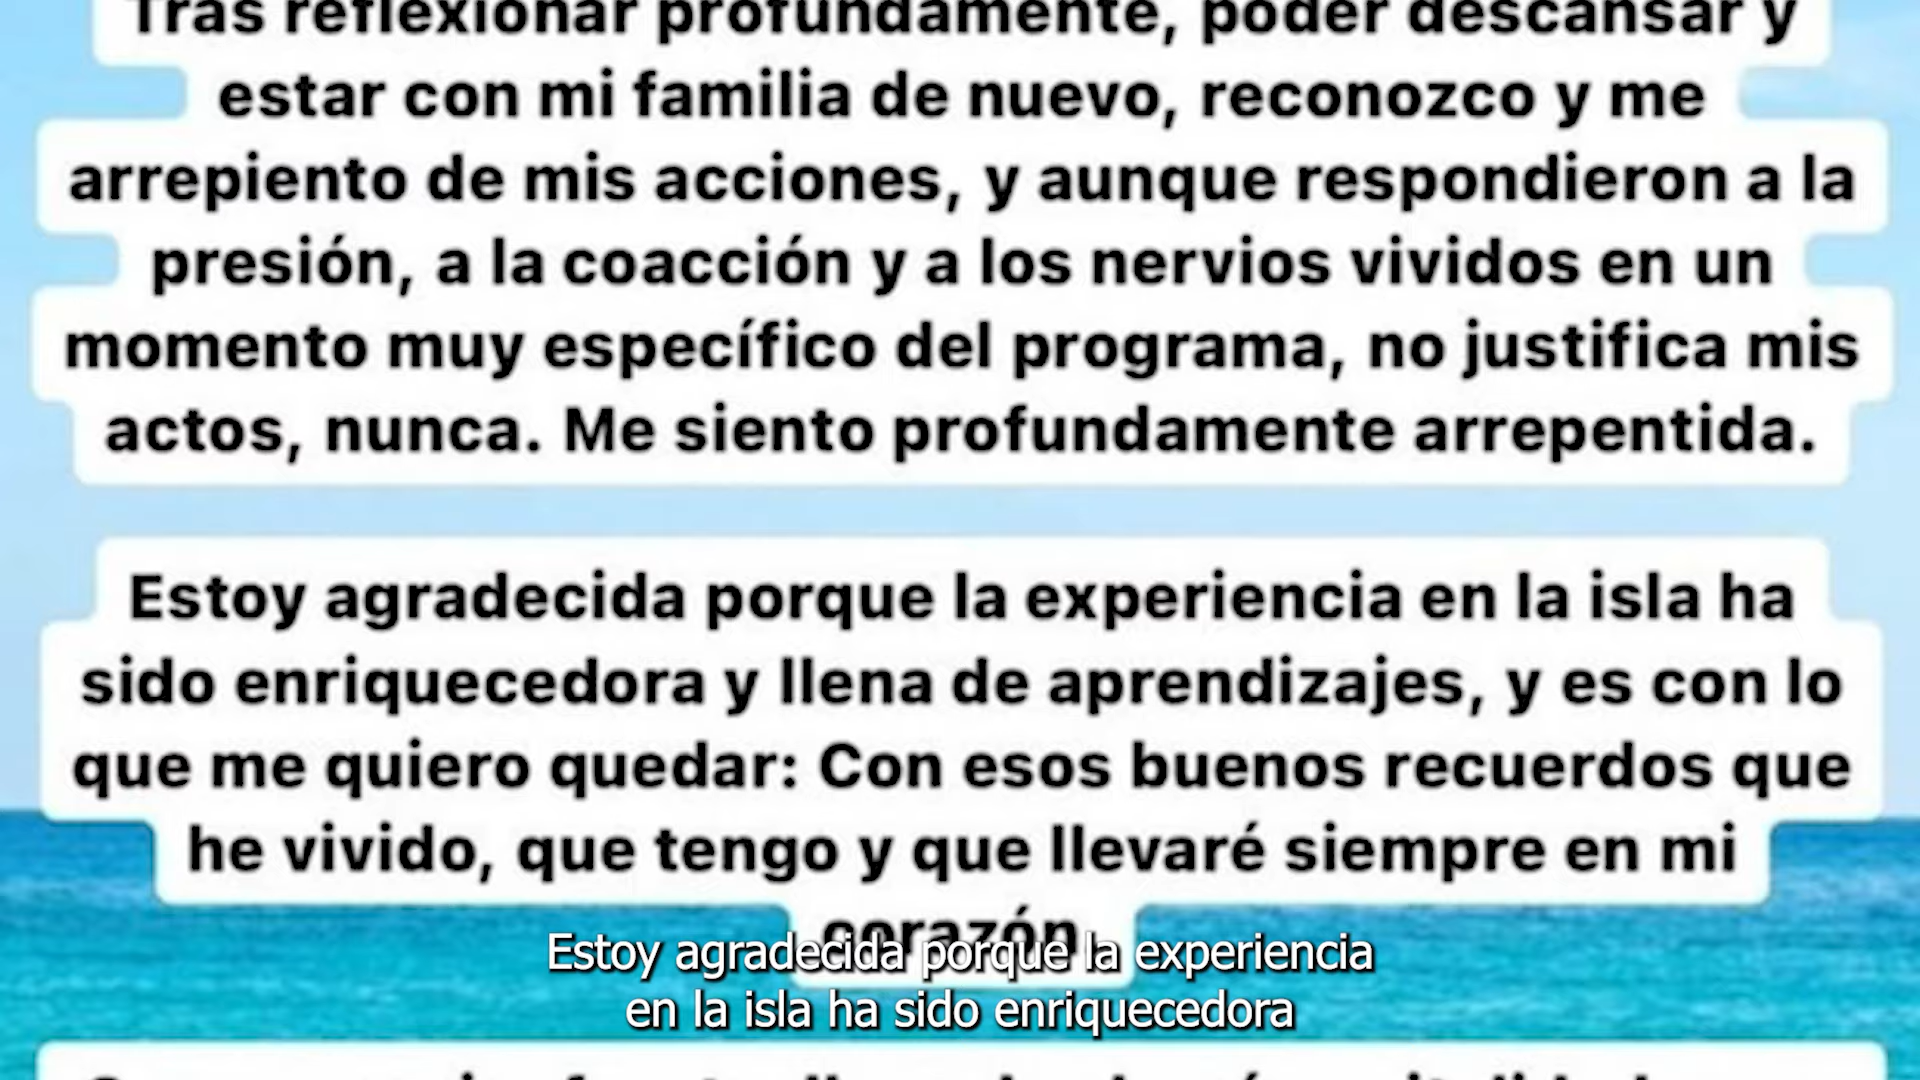 Tras reflexionar profundamente, poder descansar y
estar con mi familia de nuevo, reconozco y me
arrepiento de mis acciones, y aunque respondieron a la
presión, a la coacción y a los nervios vividos en un
momento muy específico del programa, no justifica mis
actos, nunca. Me siento profundamente arrepentida.
Estoy agradecida porque la experiencia en la isla ha
sido enriquecedora y llena de aprendizajes, y es con lo
que me quiero quedar: Con esos buenos recuerdos que
he vivido, que tengo y que llevaré siempre en mi
corazón.
Estoy agradecida porque la experiencia
en la isla ha sido enriquecedora